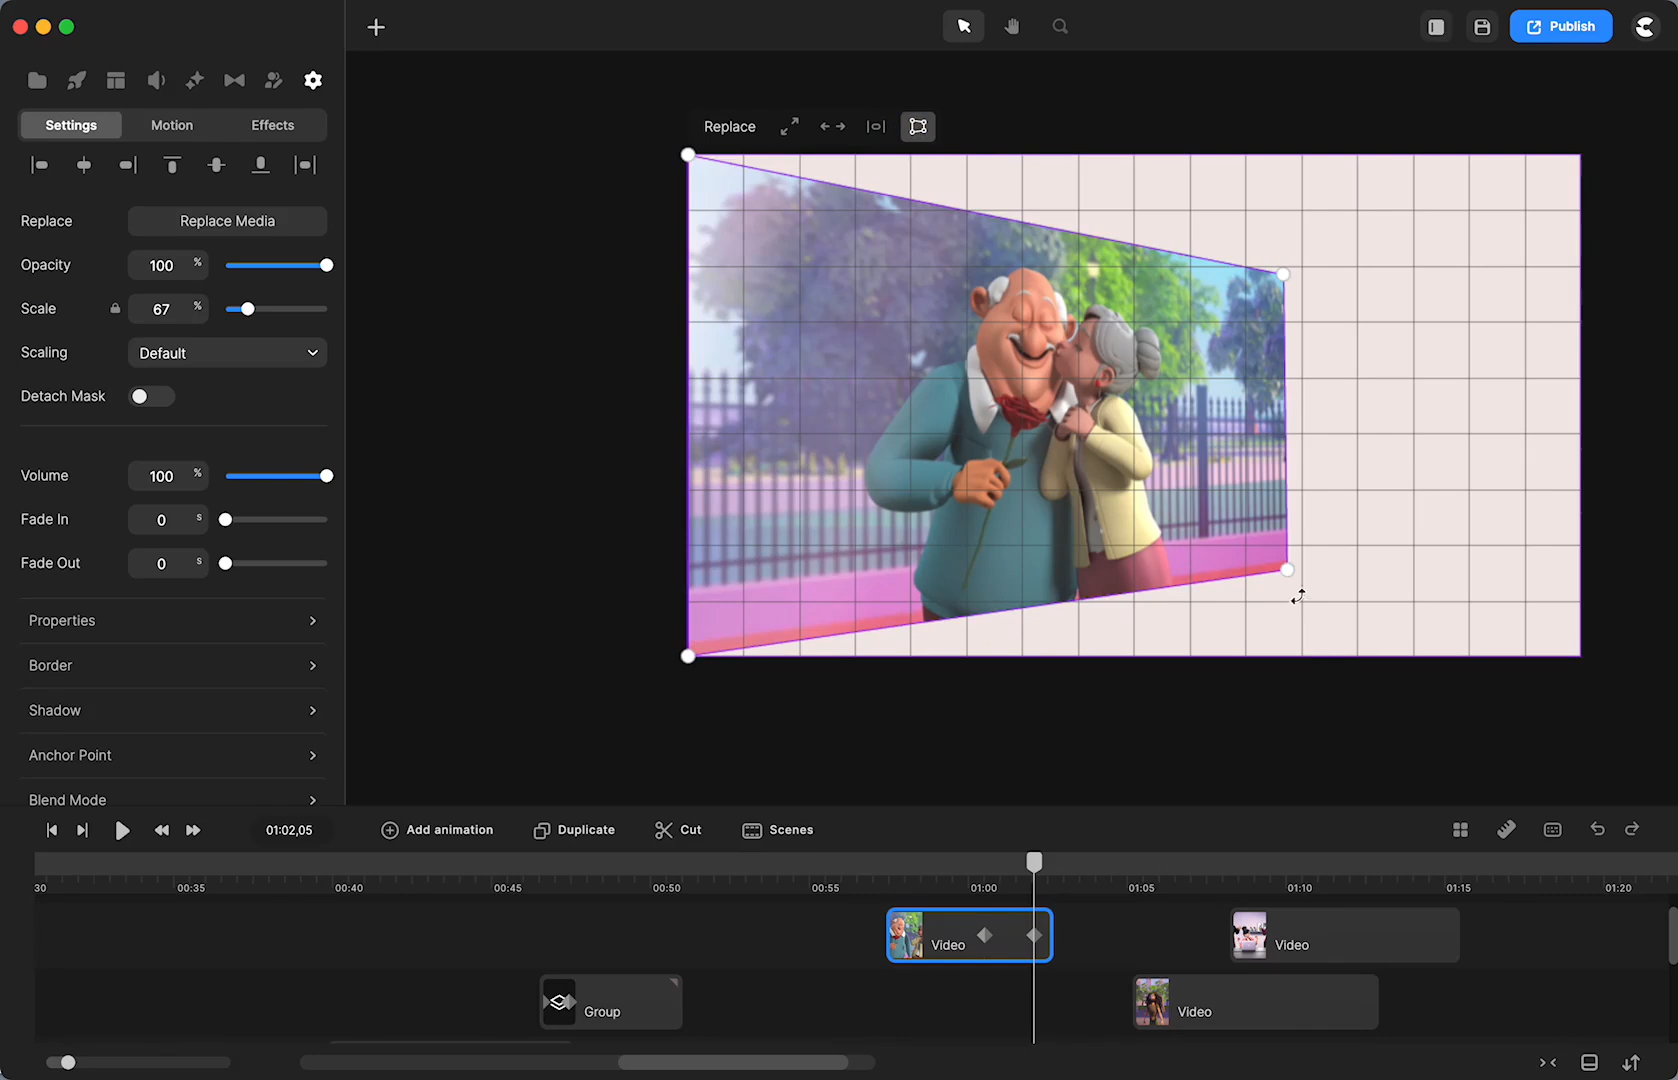 Publish
Settings Motion Effects
Replace
Replace Replace Media
Opacity 100 %
Scale 67 %
Scaling Default
Detach Mask
Volume 100 %
Fade In 0 s
Fade Out 0 s
Properties
Border
Shadow
Anchor Point
Blend Mode
01:02,05 Add animation Duplicate Cut Scenes
30 00:35 00:40 00:45 00:50 00:55 01:00 01:05 01:10 01:15 01:20
Video Video
Group Video